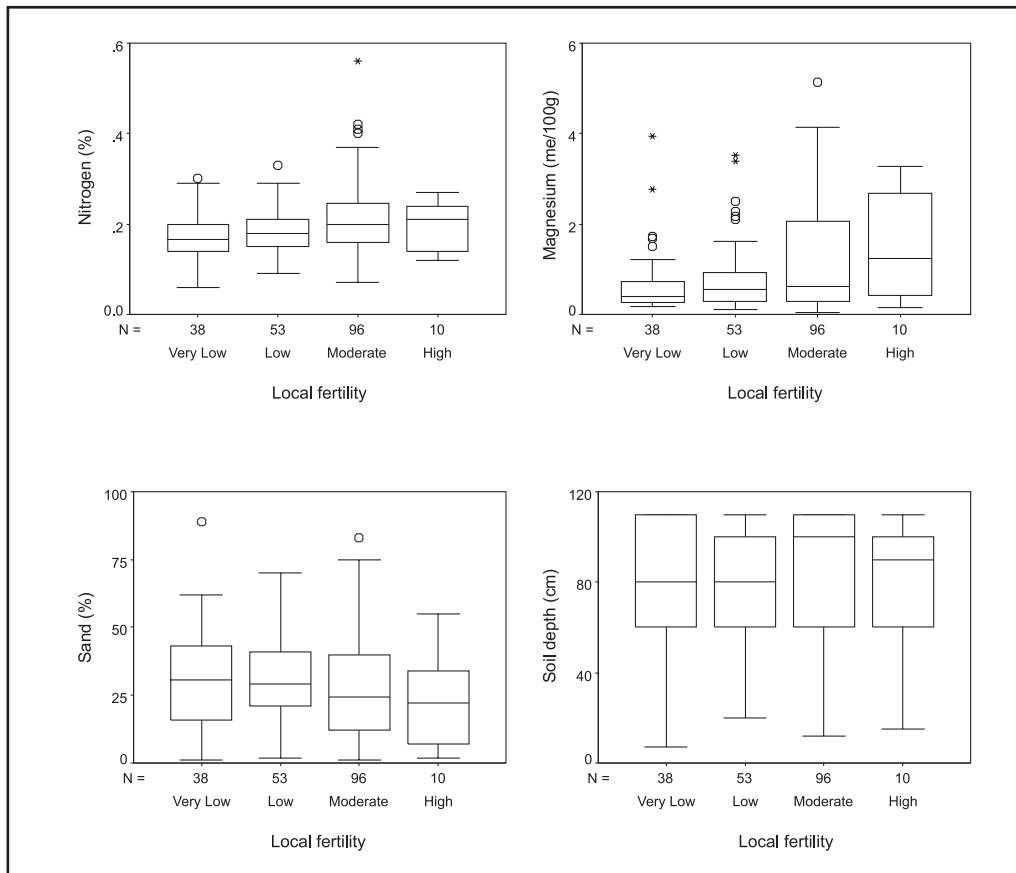 Nitrogen (%)
.6
.4
.2
0.0
N = 38 53 96 10
Very Low Low Moderate High
Local fertility
Magnesium (me/100g)
6
4
2
0
N = 38 53 96 10
Very Low Low Moderate High
Local fertility
Sand (%)
100
75
50
25
0
N = 38 53 96 10
Very Low Low Moderate High
Local fertility
Soil depth (cm)
120
80
40
0
N = 38 53 96 10
Very Low Low Moderate High
Local fertility